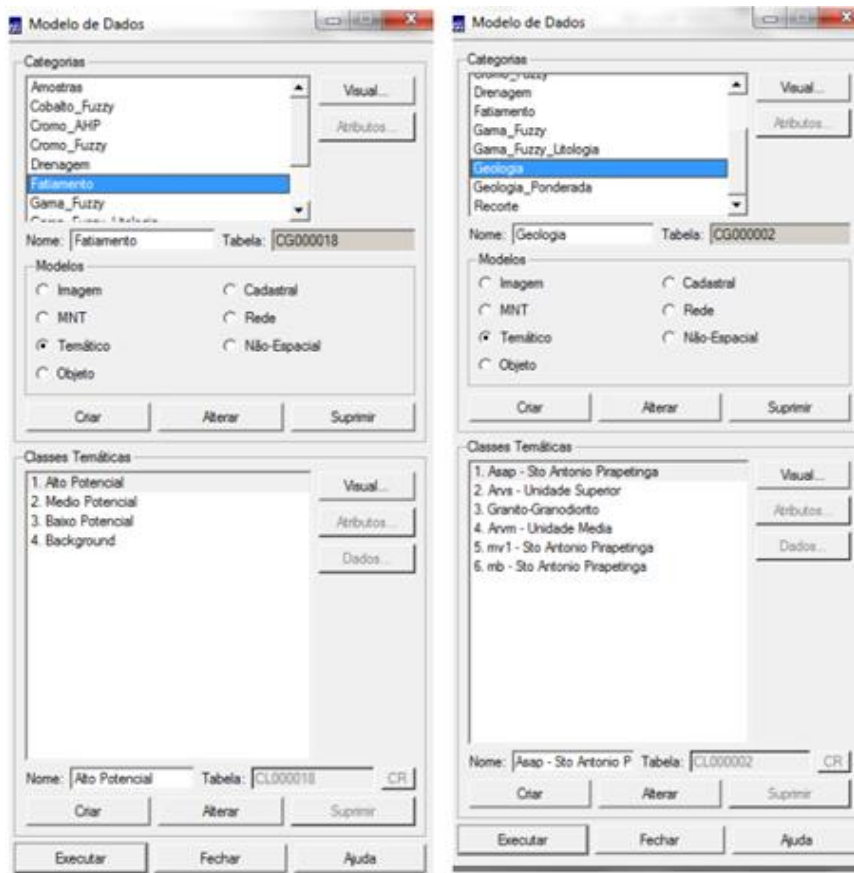 Modelo de Dados
Categorias
Amostras
Cobalto_Fuzzy
Cromo_AHP
Cromo_Fuzzy
Drenagem
Fatiamento
Gama_Fuzzy
Gama_Fuzzy_Litologia
Visual...
Atributos...
Nome: Fatiamento Tabela: CG000018
Modelos
Imagem Cadastral
MNT Rede
Temático Não-Espacial
Objeto
Criar Alterar Suprimir
Classes Temáticas
1. Alto Potencial
2. Medio Potencial
3. Baixo Potencial
4. Background
Visual...
Atributos...
Dados...
Nome: Alto Potencial Tabela: CL000018 CR
Criar Alterar Suprimir
Executar Fechar Ajuda
Modelo de Dados
Categorias
Cromo_Fuzzy
Drenagem
Fatiamento
Gama_Fuzzy
Gama_Fuzzy_Litologia
Geologia
Geologia_Ponderada
Recorte
Visual...
Atributos...
Nome: Geologia Tabela: CG000002
Modelos
Imagem Cadastral
MNT Rede
Temático Não-Espacial
Objeto
Criar Alterar Suprimir
Classes Temáticas
1. Asap - Sto Antonio Pirapetinga
2. Arvs - Unidade Superior
3. Granito-Granodiorto
4. Arvm - Unidade Media
5. mv1 - Sto Antonio Pirapetinga
6. mb - Sto Antonio Pirapetinga
Visual...
Atributos...
Dados...
Nome: Asap - Sto Antonio P Tabela: CL000002 CR
Criar Alterar Suprimir
Executar Fechar Ajuda